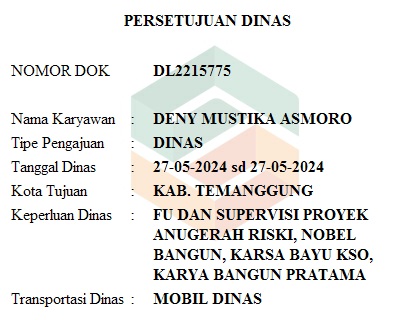 PERSETUJUAN DINAS
NOMOR DOK DL2215775
Nama Karyawan : DENY MUSTIKA ASMORO
Tipe Pengajuan : DINAS
Tanggal Dinas : 27-05-2024 sd 27-05-2024
Kota Tujuan : KAB. TEMANGGUNG
Keperluan Dinas : FU DAN SUPERVISI PROYEK
ANUGERAH RISKI, NOBEL
BANGUN, KARSA BAYU KSO,
KARYA BANGUN PRATAMA
Transportasi Dinas : MOBIL DINAS